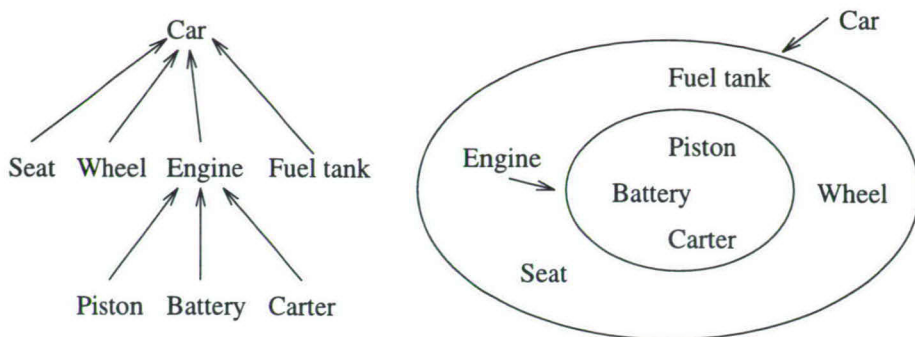 Car
Seat Wheel Engine Fuel tank
Piston Battery Carter
Car
Fuel tank
Engine
Piston
Battery
Wheel
Carter
Seat